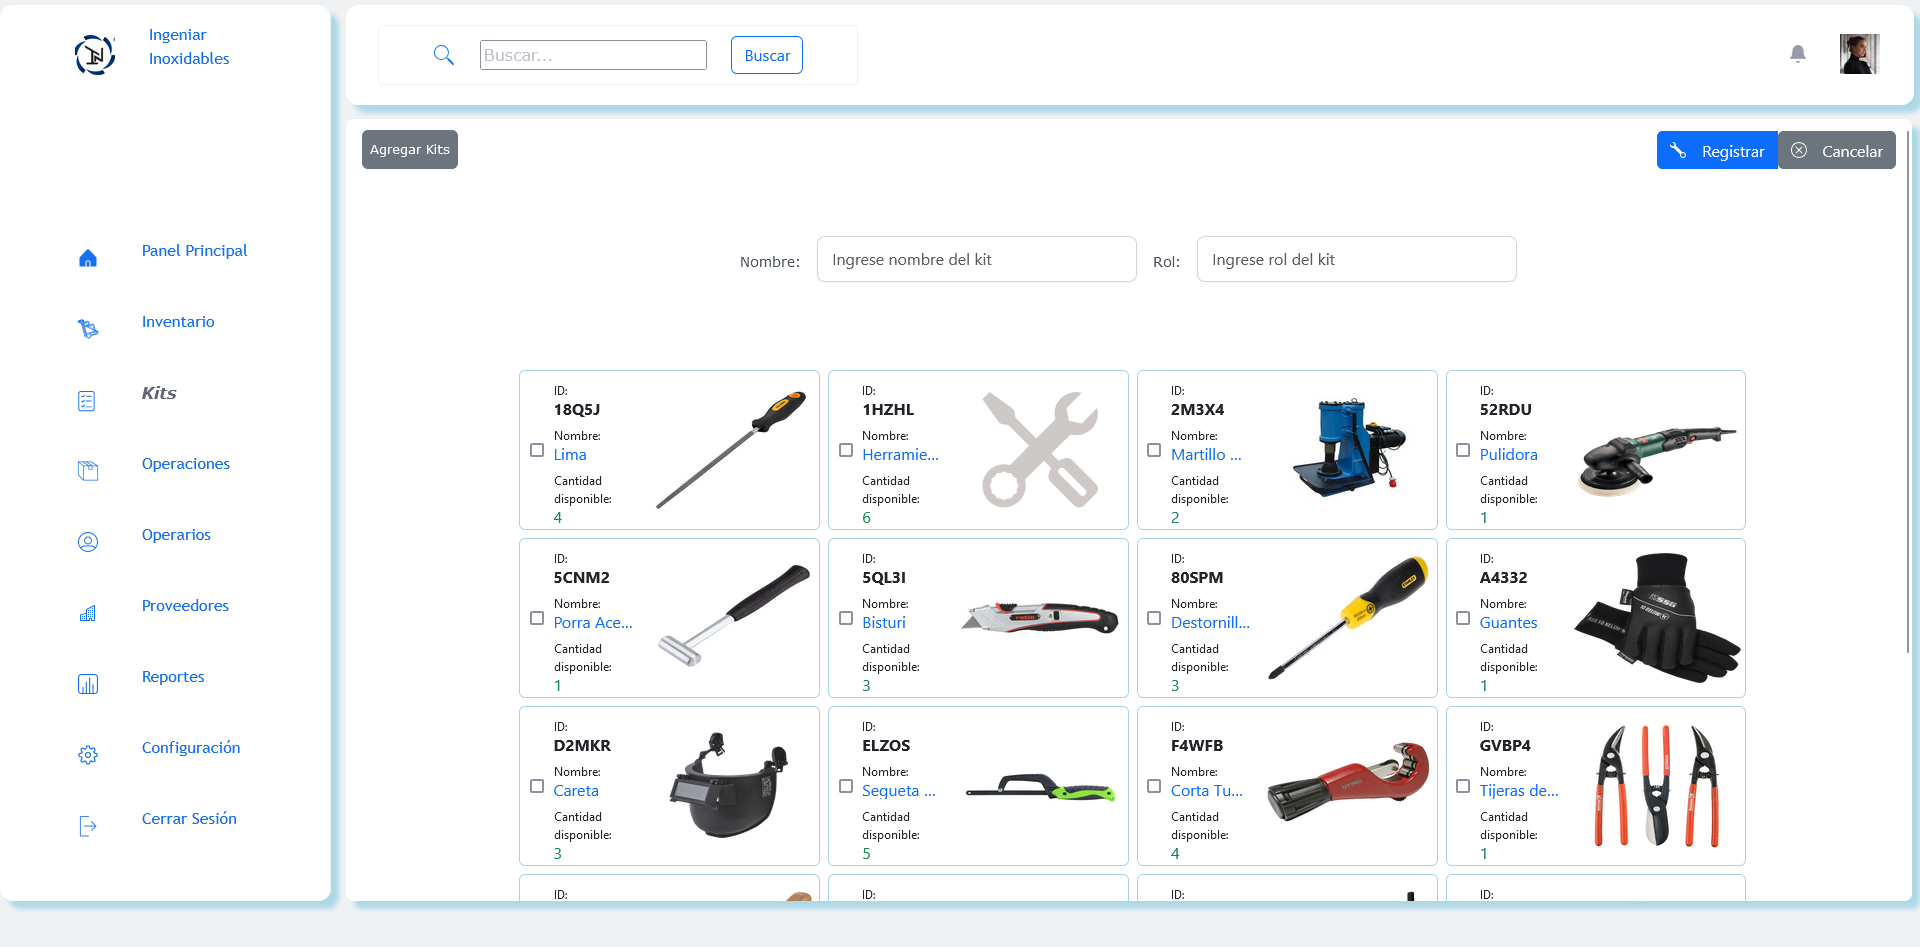 Ingeniar
Inoxidables
Buscar...
Buscar
Panel Principal
Inventario
Kits
Operaciones
Operarios
Proveedores
Reportes
Configuración
Cerrar Sesión
Agregar Kits
Registrar
Cancelar
Nombre:
Ingrese nombre del kit
Rol:
Ingrese rol del kit
ID:
18Q5J
Nombre:
Lima
Cantidad
disponible:
4
ID:
1HZHL
Nombre:
Herramie...
Cantidad
disponible:
6
ID:
2M3X4
Nombre:
Martillo ...
Cantidad
disponible:
2
ID:
52RDU
Nombre:
Pulidora
Cantidad
disponible:
1
ID:
5CNM2
Nombre:
Porra Ace...
Cantidad
disponible:
1
ID:
5QL3I
Nombre:
Bisturi
Cantidad
disponible:
3
ID:
80SPM
Nombre:
Destornill...
Cantidad
disponible:
3
ID:
A4332
Nombre:
Guantes
Cantidad
disponible:
1
SSG
10 BELOW
ID:
D2MKR
Nombre:
Careta
Cantidad
disponible:
3
ID:
ELZOS
Nombre:
Segueta ...
Cantidad
disponible:
5
ID:
F4WFB
Nombre:
Corta Tu...
Cantidad
disponible:
4
ID:
GVBP4
Nombre:
Tijeras de...
Cantidad
disponible:
1
ID:
ID:
ID:
ID: